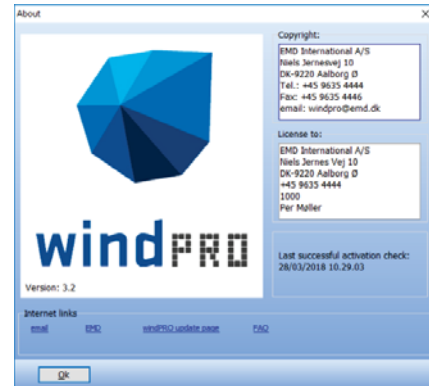 About
Copyright:
EMD International A/S
Niels Jernesvej 10
DK-9220 Aalborg Ø
Tel.: +45 9635 4444
Fax: +45 9635 4446
email: windpro@emd.dk
License to:
EMD International A/S
Niels Jernes Vej 10
DK-9220 Aalborg Ø
+45 9635 4444
1000
Per Møller
windPRO
Last successful activation check:
28/03/2018 10.29.03
Version: 3.2
Internet links
email EMD windPRO update page FAQ
Ok